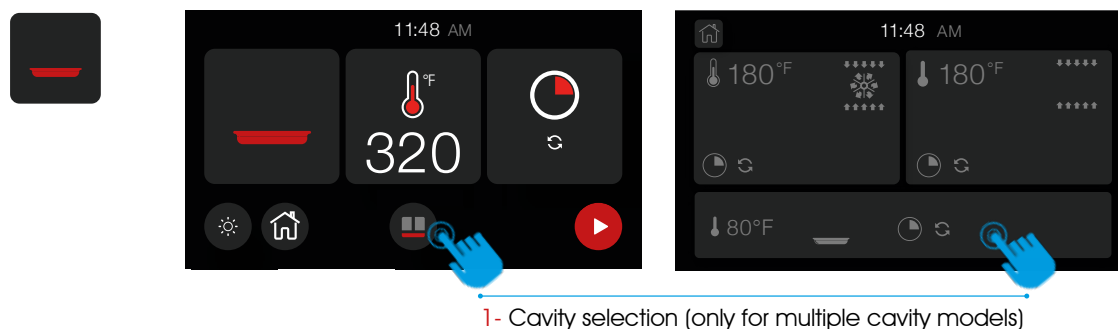 11:48 AM
°F
320
11:48 AM
180°F
180°F
80°F
1- Cavity selection (only for multiple cavity models)